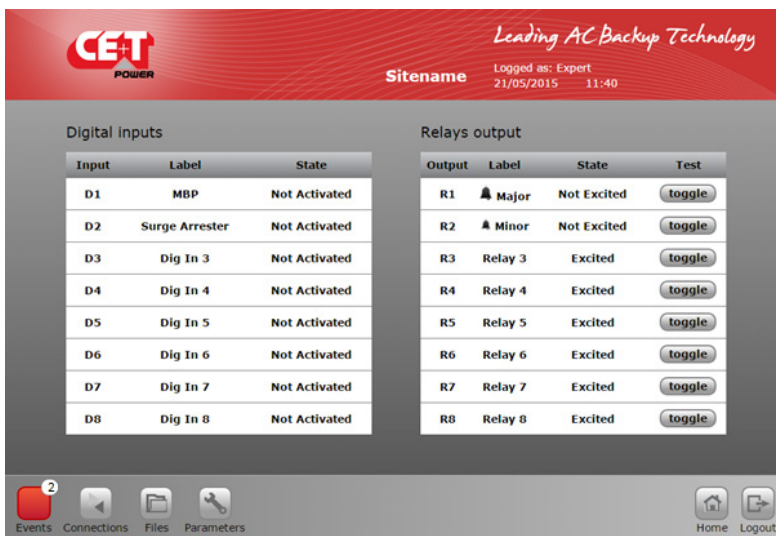 CE+T
POWER
Leading AC Backup Technology
Sitename
Logged as: Expert
21/05/2015 11:40
Digital inputs
Input Label State
D1 MBP Not Activated
D2 Surge Arrester Not Activated
D3 Dig In 3 Not Activated
D4 Dig In 4 Not Activated
D5 Dig In 5 Not Activated
D6 Dig In 6 Not Activated
D7 Dig In 7 Not Activated
D8 Dig In 8 Not Activated
Relays output
Output Label State Test
R1 Major Not Excited toggle
R2 Minor Not Excited toggle
R3 Relay 3 Excited toggle
R4 Relay 4 Excited toggle
R5 Relay 5 Excited toggle
R6 Relay 6 Excited toggle
R7 Relay 7 Excited toggle
R8 Relay 8 Excited toggle
2
Events Connections Files Parameters Home Logout